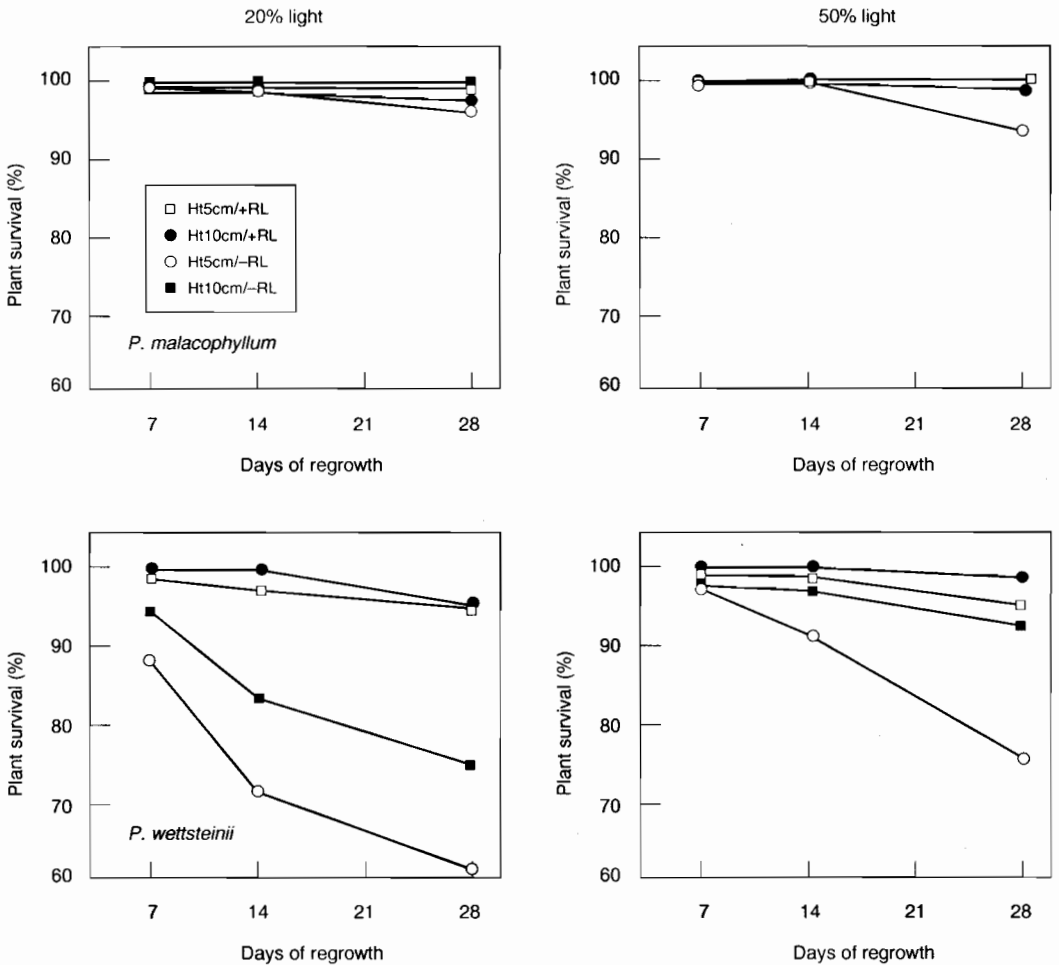 20% light
50% light
Plant survival (%)
100
90
80
70
60
Ht5cm/+RL
Ht10cm/+RL
Ht5cm/–RL
Ht10cm/–RL
P. malacophyllum
7 14 21 28
Days of regrowth
Plant survival (%)
100
90
80
70
60
7 14 21 28
Days of regrowth
Plant survival (%)
100
90
80
70
60
P. wettsteinii
7 14 21 28
Days of regrowth
Plant survival (%)
100
90
80
70
60
7 14 21 28
Days of regrowth